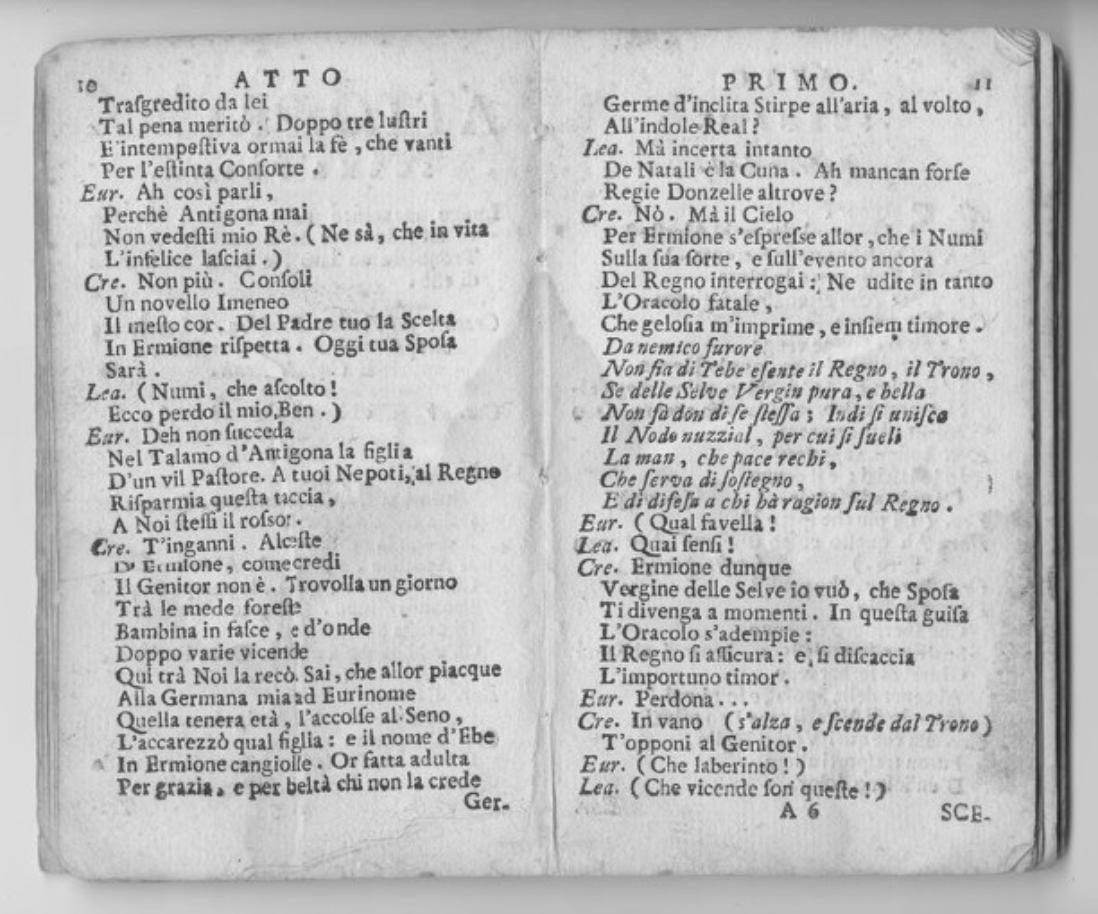 10 ATTO
Traſgredito da lei
Tal pena meritò. Doppo tre luſtri
E' intempeſtiva ormai la fè, che vanti
Per l'eſtinta Conſorte.
Eur. Ah così parli,
Perchè Antigona mai
Non vedeſti mio Rè. (Ne sà, che in vita
L'infelice laſciai.)
Cre. Non più. Conſoli
Un novello Imeneo
Il meſto cor. Del Padre tuo la Scelta
In Ermione riſpetta. Oggi tua Spoſa
Sarà.
Lea. (Numi, che aſcolto!
Ecco perdo il mio Ben.)
Eur. Deh non ſucceda
Nel Talamo d'Antigona la figlia
D'un vil Paſtore. A tuoi Nepoti, al Regno
Riſparmia queſta taccia,
A Noi ſteſſi il roſsor.
Cre. T'inganni. Alceſte
D' Ermione, come credi
Il Genitor non è. Trovolla un giorno
Trà le mede foreſte
Bambina in faſce, e d'onde
Doppo varie vicende
Qui trà Noi la recò. Sai, che allor piacque
Alla Germana mia ad Eurinome
Quella tenera età, l'accolſe al Seno,
L'accarezzò qual figlia: e il nome d'Ebe
In Ermione cangiolle. Or fatta adulta
Per grazia, e per beltà chi non la crede
Ger-
PRIMO. 11
Germe d'inclita Stirpe all'aria, al volto,
All'indole Real?
Lea. Mà incerta intanto
De Natali è la Cuna. Ah mancan forſe
Regie Donzelle altrove?
Cre. Nò. Mà il Cielo
Per Ermione s'eſpreſse allor, che i Numi
Sulla ſua ſorte, e ſull'evento ancora
Del Regno interrogai: Ne udite in tanto
L'Oracolo fatale,
Che geloſia m'imprime, e inſiem timore.
Da nemico furore
Non fia di Tebe eſente il Regno, il Trono,
Se delle Selve Vergin pura, e bella
Non fà don di ſe ſteſſa; Indi ſi uniſca
Il Nodo nuzzial, per cui ſi ſueli
La man, che pace rechi,
Che ſerva di ſoſtegno,
E di difeſa a chi hà ragion ſul Regno.
Eur. (Qual favella!
Lea. Quai ſenſi!
Cre. Ermione dunque
Vergine delle Selve io vuò, che Spoſa
Ti divenga a momenti. In queſta guiſa
L'Oracolo s'adempie:
Il Regno ſi aſſicura: e, ſi diſcaccia
L'importuno timor.
Eur. Perdona...
Cre. In vano (s'alza, e ſcende dal Trono)
T'opponi al Genitor.
Eur. (Che laberinto!)
Lea. (Che vicende ſon queſte!)
A 6 SCE-